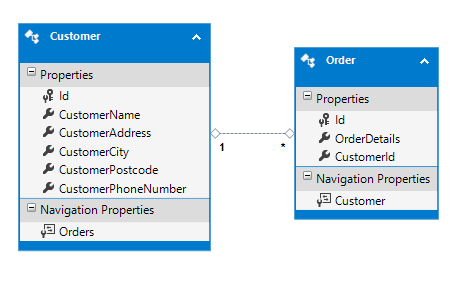 Customer
Properties
Id
CustomerName
CustomerAddress
CustomerCity
CustomerPostcode
CustomerPhoneNumber
Navigation Properties
Orders
1
*
Order
Properties
Id
OrderDetails
CustomerId
Navigation Properties
Customer